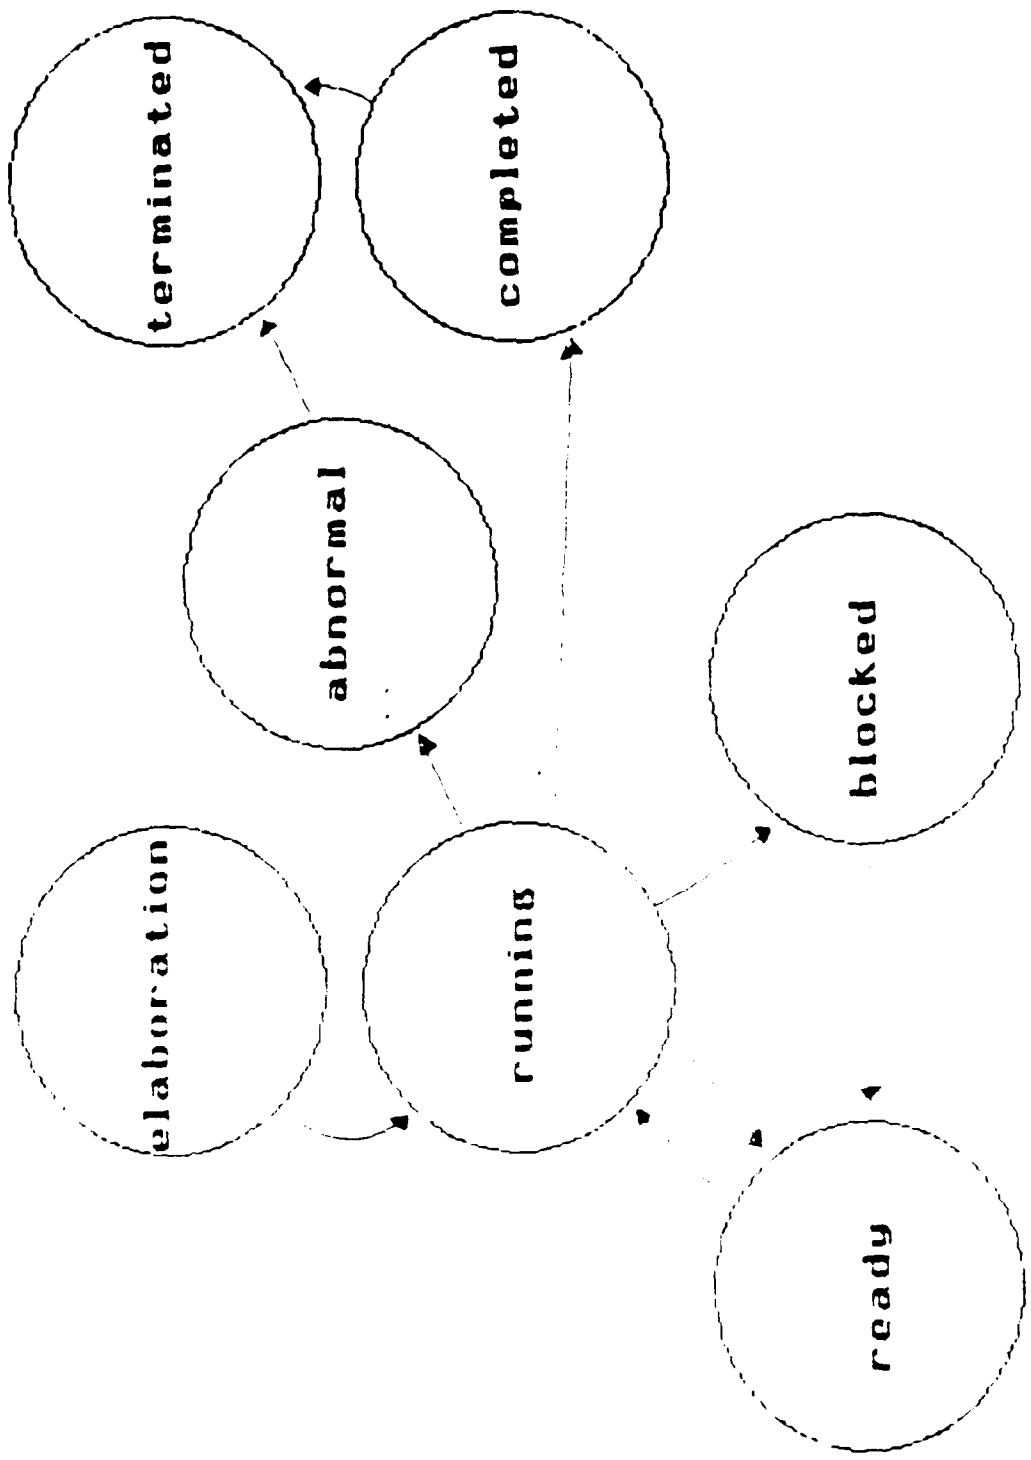 terminated
completed
abnormal
blocked
elaboration
running
ready